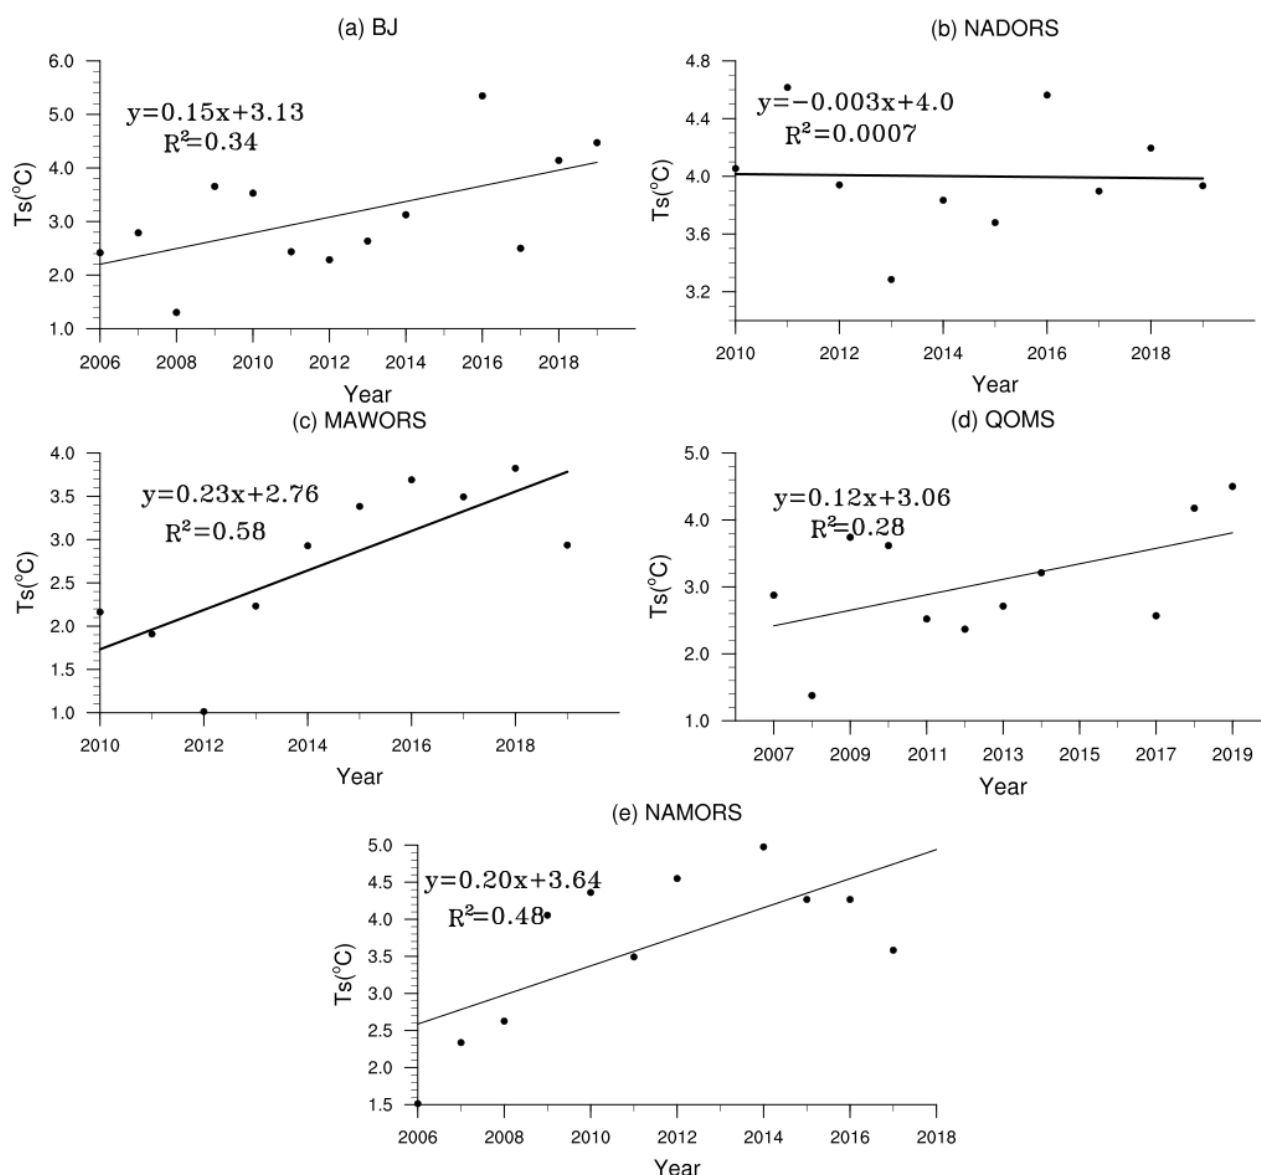 (a) BJ
6.0
5.0
4.0
3.0
2.0
1.0
Ts(°C)
y=0.15x+3.13
R²=0.34
2006 2008 2010 2012 2014 2016 2018
Year
(b) NADORS
4.8
4.4
4.0
3.6
3.2
Ts(°C)
y=−0.003x+4.0
R²=0.0007
2010 2012 2014 2016 2018
Year
(c) MAWORS
4.0
3.5
3.0
2.5
2.0
1.5
1.0
Ts(°C)
y=0.23x+2.76
R²=0.58
2010 2012 2014 2016 2018
Year
(d) QOMS
5.0
4.0
3.0
2.0
1.0
Ts(°C)
y=0.12x+3.06
R²=0.28
2007 2009 2011 2013 2015 2017 2019
Year
(e) NAMORS
5.0
4.5
4.0
3.5
3.0
2.5
2.0
1.5
Ts(°C)
y=0.20x+3.64
R²=0.48
2006 2008 2010 2012 2014 2016 2018
Year